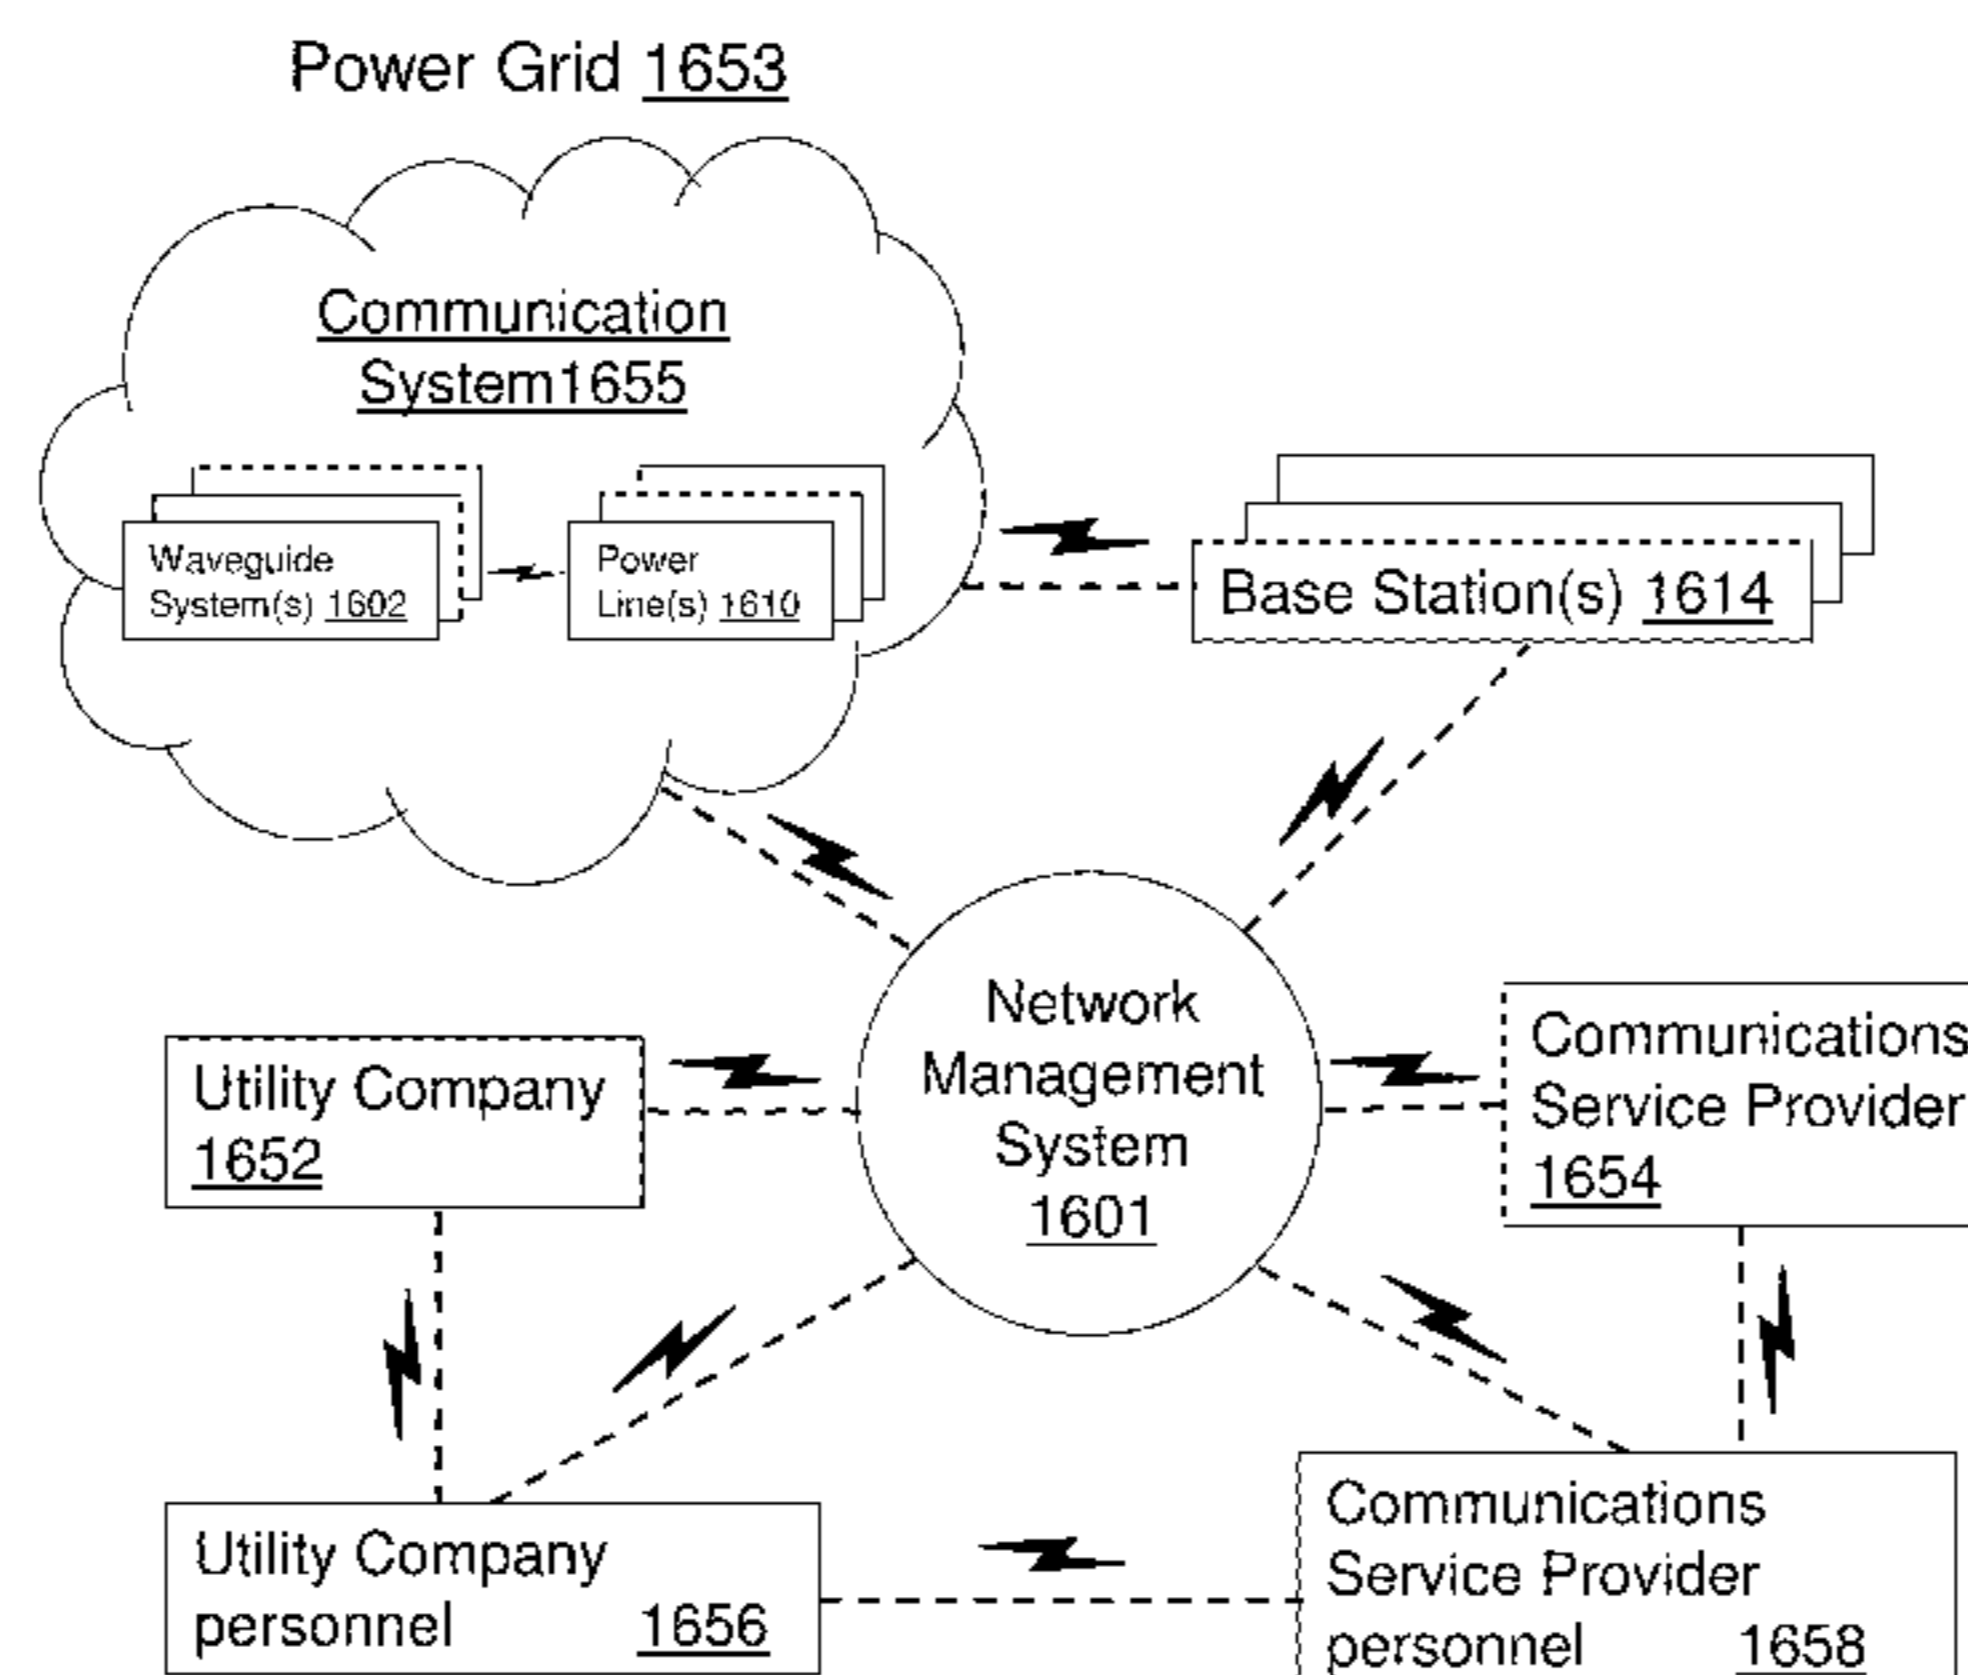 Power Grid 1653
Communication
System1655
Waveguide
System(s) 1602
Power
Line(s) 1610
Base Station(s) 1614
Network
Management
System
1601
Utility Company
1652
Communications
Service Provider
1654
Utility Company
personnel 1656
Communications
Service Provider
personnel 1658